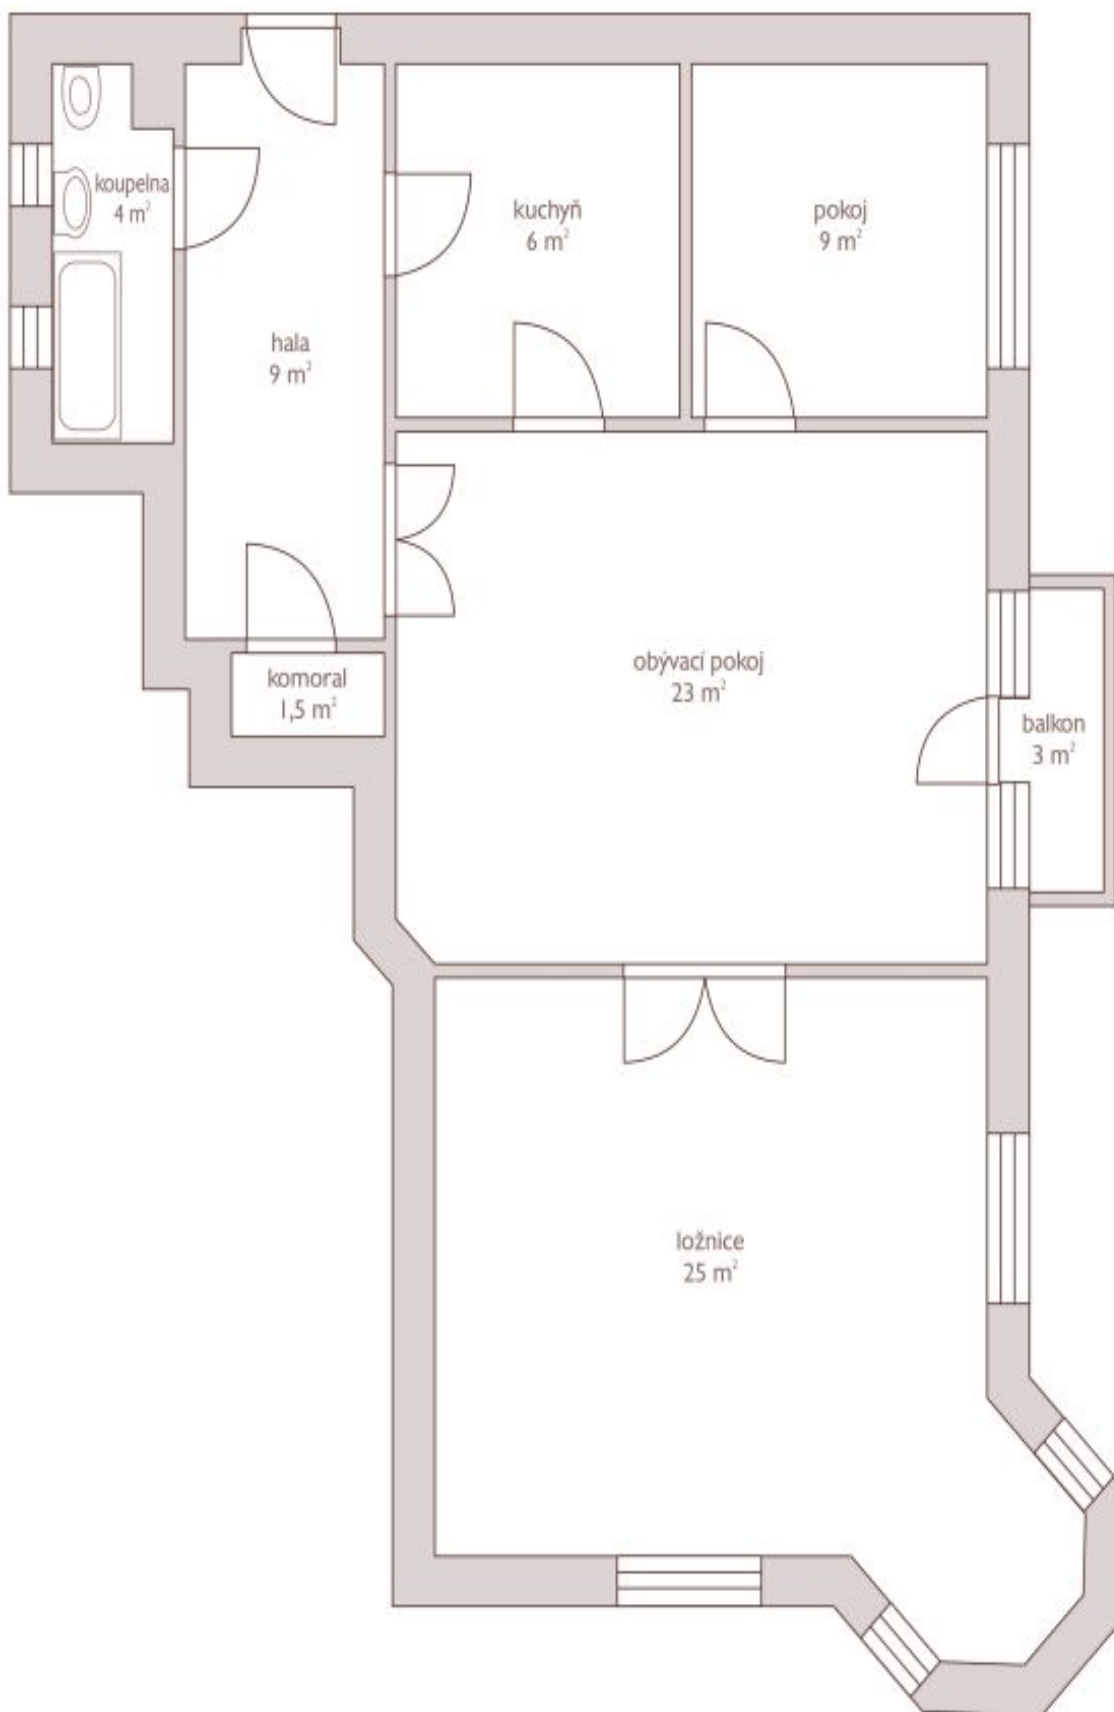 koupelna
4 m²
kuchyň
6 m²
pokoj
9 m²
hala
9 m²
komoral
1,5 m²
obývací pokoj
23 m²
balkon
3 m²
ložnice
25 m²